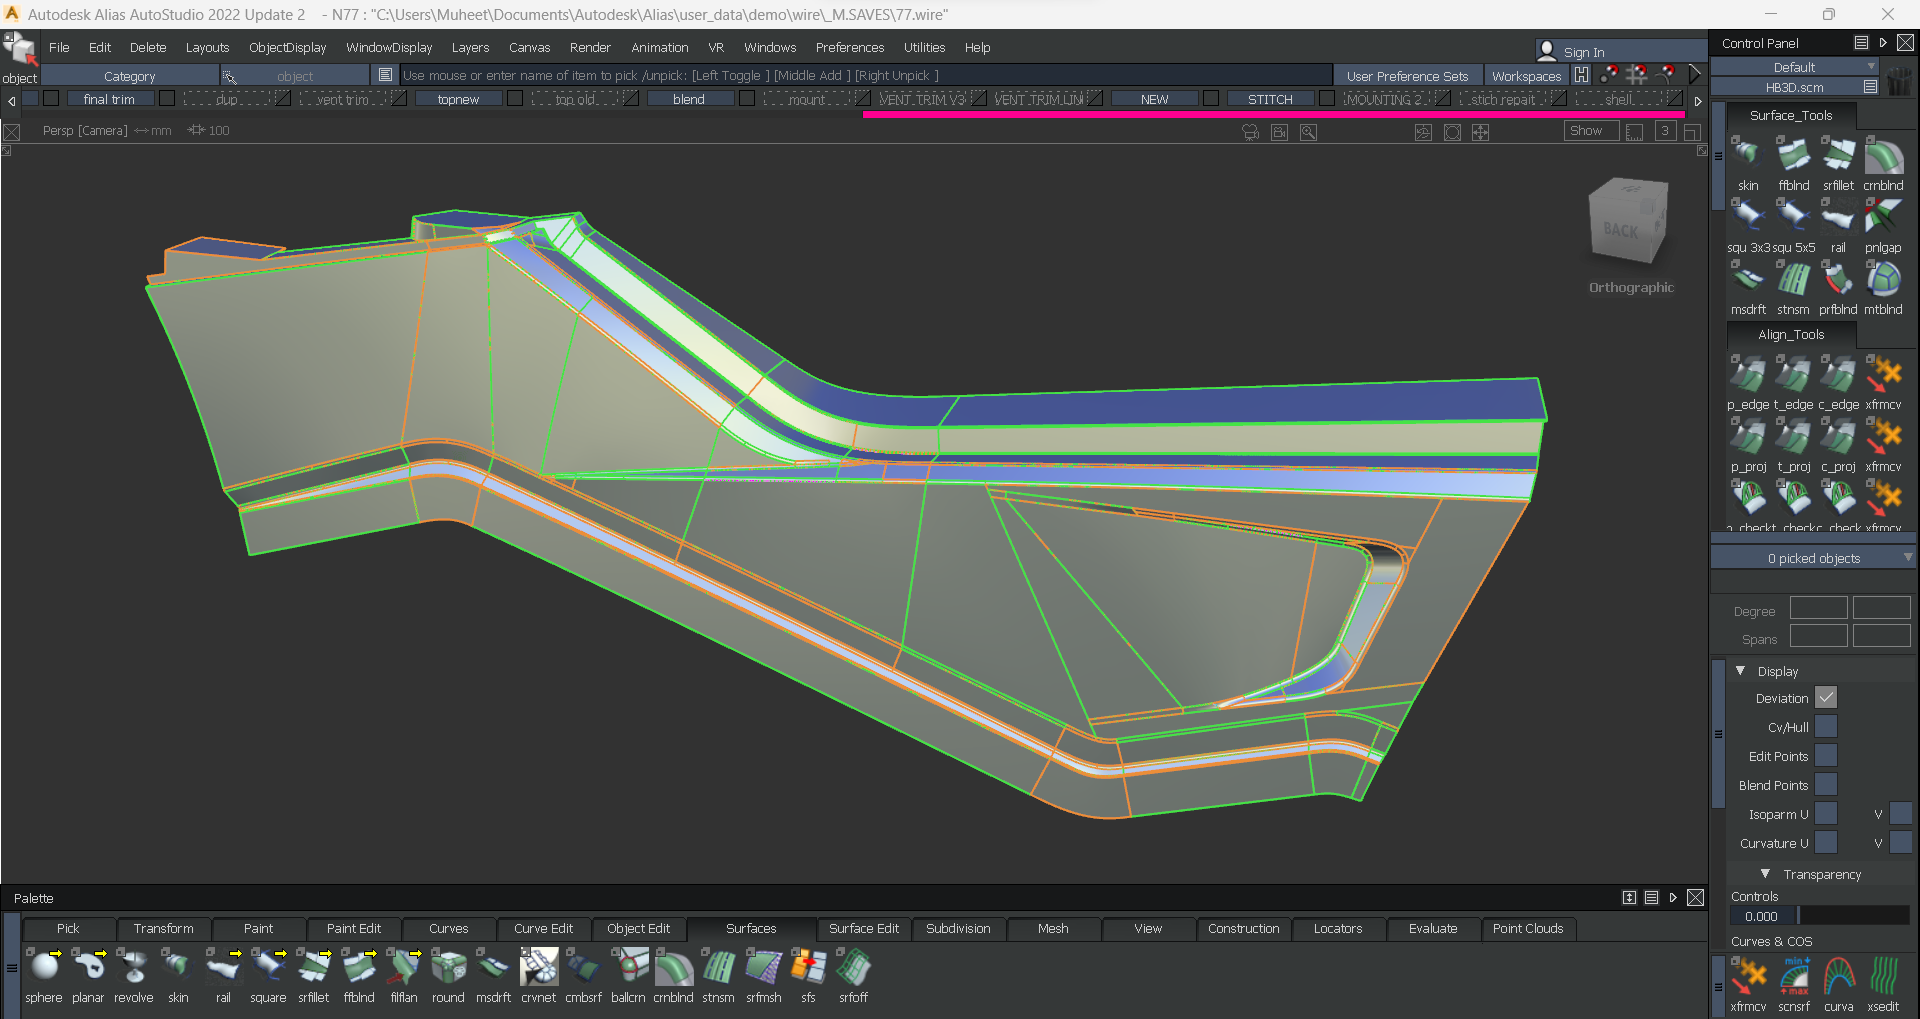 Autodesk Alias AutoStudio 2022 Update 2 - N77 : "C:\Users\Muheet\Documents\Autodesk\Alias\user_data\demo\wire\_M.SAVES\77.wire"
File Edit Delete Layouts ObjectDisplay WindowDisplay Layers Canvas Render Animation VR Windows Preferences Utilities Help
Sign In
Control Panel
object
Category
object
Use mouse or enter name of item to pick /unpick: [Left Toggle ] [Middle Add ] [Right Unpick ]
User Preference Sets
Workspaces
Default
HB3D.scm
final trim dup vent trim topnew top old blend mount VENT TRIM V3 VENT TRIM LIN NEW STITCH MOUNTING 2 stich repait shell
Persp [Camera] mm 100
Show
3
BACK
Orthographic
Surface_Tools
skin ffblnd srfillet crnblnd
squ 3x3 squ 5x5 rail pnlgap
msdrft stnsm prfblnd mtblnd
Align_Tools
p_edge t_edge c_edge xfrmcv
p_proj t_proj c_proj xfrmcv
xfrmcv
0 picked objects
Degree
Spans
Display
Deviation
Cv/Hull
Edit Points
Blend Points
Isoparm U V
Curvature U V
Transparency
Controls
0.000
Curves & COS
min
max
xfrmcv scnsrf curva xsedit
Palette
Pick Transform Paint Paint Edit Curves Curve Edit Object Edit Surfaces Surface Edit Subdivision Mesh View Construction Locators Evaluate Point Clouds
sphere planar revolve skin rail square srfillet ffblnd filflan round msdrft crvnet cmbsrf ballcrn crnblnd stnsm srfmsh sfs srfoff